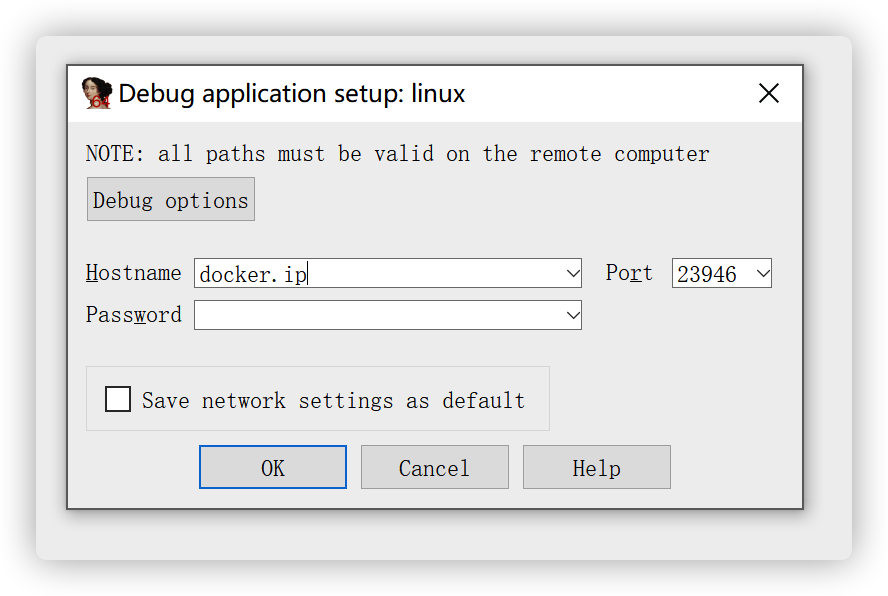 64
Debug application setup: linux
NOTE: all paths must be valid on the remote computer
Debug options
Hostname docker.ip Port 23946
Password
Save network settings as default
OK Cancel Help